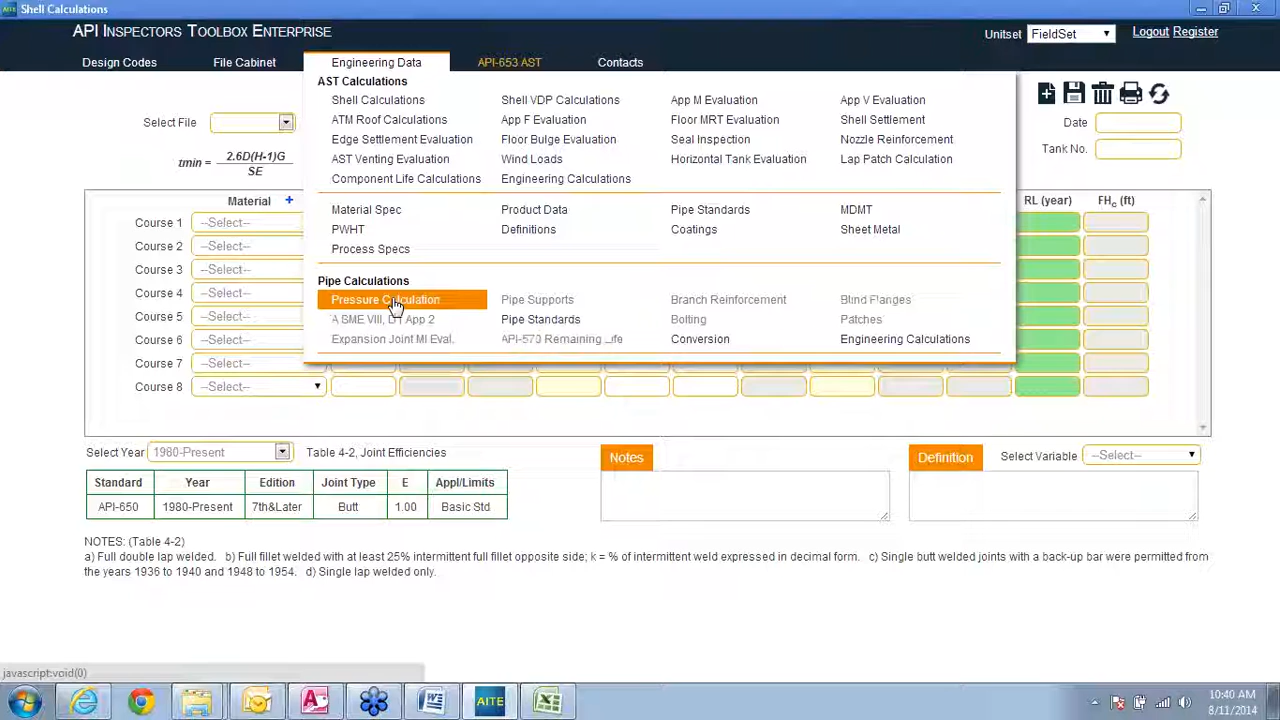 Shell Calculations
API INSPECTORS TOOLBOX ENTERPRISE
Unitset FieldSet Logout Register
Design Codes File Cabinet Engineering Data API-653 AST Contacts
AST Calculations
Shell Calculations Shell VDP Calculations App M Evaluation App V Evaluation
Select File ATM Roof Calculations App F Evaluation Floor MRT Evaluation Shell Settlement Date
Edge Settlement Evaluation Floor Bulge Evaluation Seal Inspection Nozzle Reinforcement Tank No.
tmin = 2.6D(H-1)G
SE
AST Venting Evaluation Wind Loads Horizontal Tank Evaluation Lap Patch Calculation
Component Life Calculations Engineering Calculations
Material + RL (year) FHc (ft)
Material Spec Product Data Pipe Standards MDMT
Course 1 --Select--
PWHT Definitions Coatings Sheet Metal
Course 2 --Select--
Process Specs
Course 3 --Select--
Pipe Calculations
Course 4 --Select-- Pressure Calculation Pipe Supports Branch Reinforcement Blind Flanges
Course 5 --Select-- Pipe Standards Bolting Patches
Course 6 --Select-- Expansion Joint MI Eval. API-570 Remaining Life Conversion Engineering Calculations
Course 7 --Select--
Course 8 --Select--
Select Year 1980-Present Table 4-2, Joint Efficiencies Notes Definition Select Variable --Select--
Standard Year Edition Joint Type E Appl/Limits
API-650 1980-Present 7th&Later Butt 1.00 Basic Std
NOTES: (Table 4-2)
a) Full double lap welded. b) Full fillet welded with at least 25% intermittent full fillet opposite side; k = % of intermittent weld expressed in decimal form. c) Single butt welded joints with a back-up bar were permitted from
the years 1936 to 1940 and 1948 to 1954. d) Single lap welded only.
javascript:void(0)
AITE
10:40 AM
8/11/2014